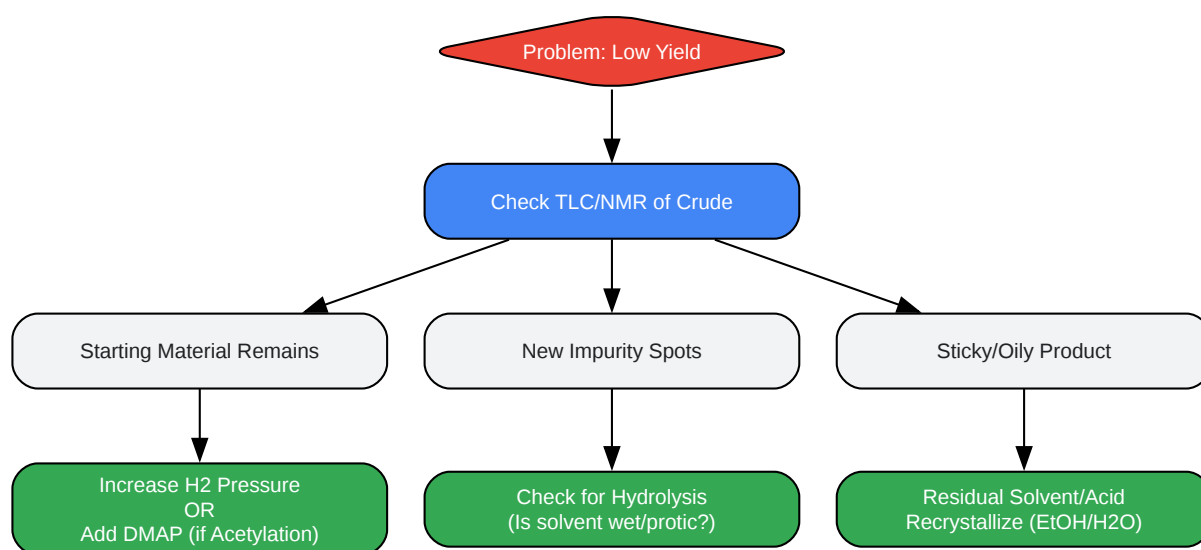 Problem: Low Yield
Check TLC/NMR of Crude
Starting Material Remains
New Impurity Spots
Sticky/Oily Product
Increase H2 Pressure
OR
Add DMAP (if Acetylation)
Check for Hydrolysis
(Is solvent wet/protic?)
Residual Solvent/Acid
Recrystallize (EtOH/H2O)